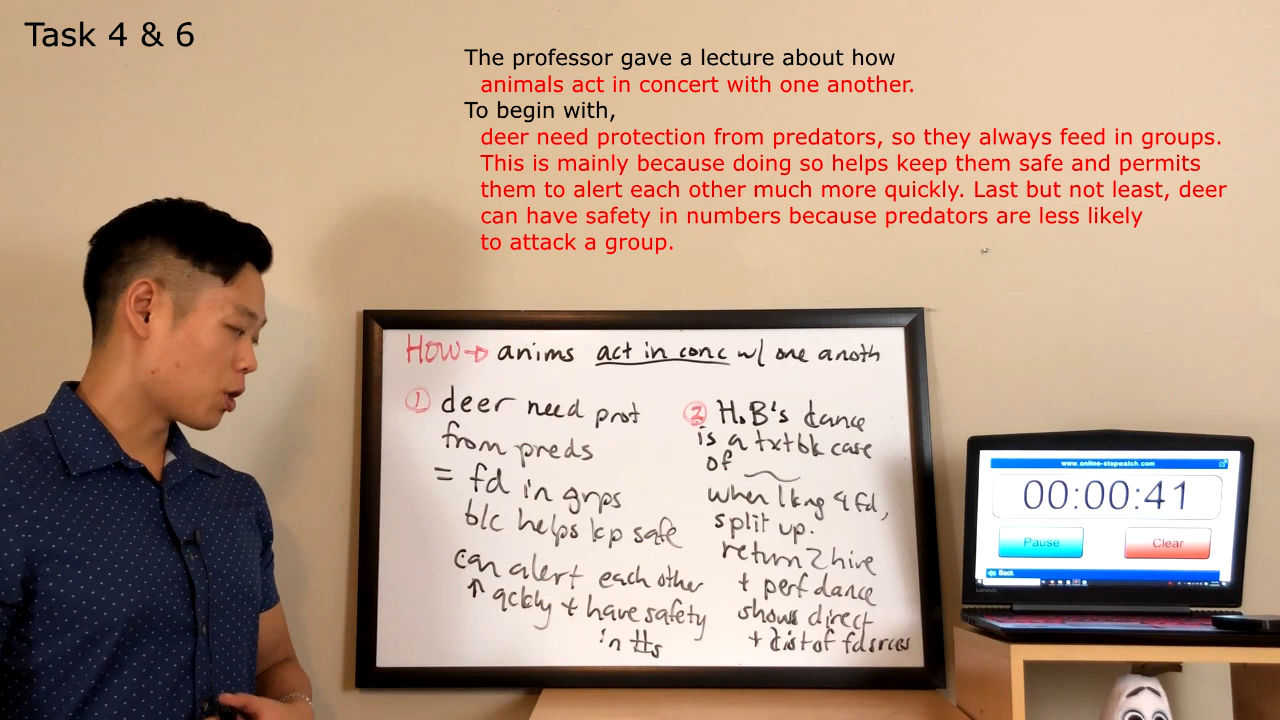 Task 4 & 6
The professor gave a lecture about how
animals act in concert with one another.
To begin with,
deer need protection from predators, so they always feed in groups.
This is mainly because doing so helps keep them safe and permits
them to alert each other much more quickly. Last but not least, deer
can have safety in numbers because predators are less likely
to attack a group.
How → anims act in conc w/ one anoth
① deer need prot
from preds
= fd in grps
b/c helps kp safe
can alert each other
↑ qckly + have safety
in #s
② H.B's dance
is a txtbk case
of
when lkng 4 fd,
split up.
return 2 hive
+ perf dance
shows direct
+ dist of fd srces
www.online-stopwatch.com
00:00:41
Pause
Clear
Back
Lenovo